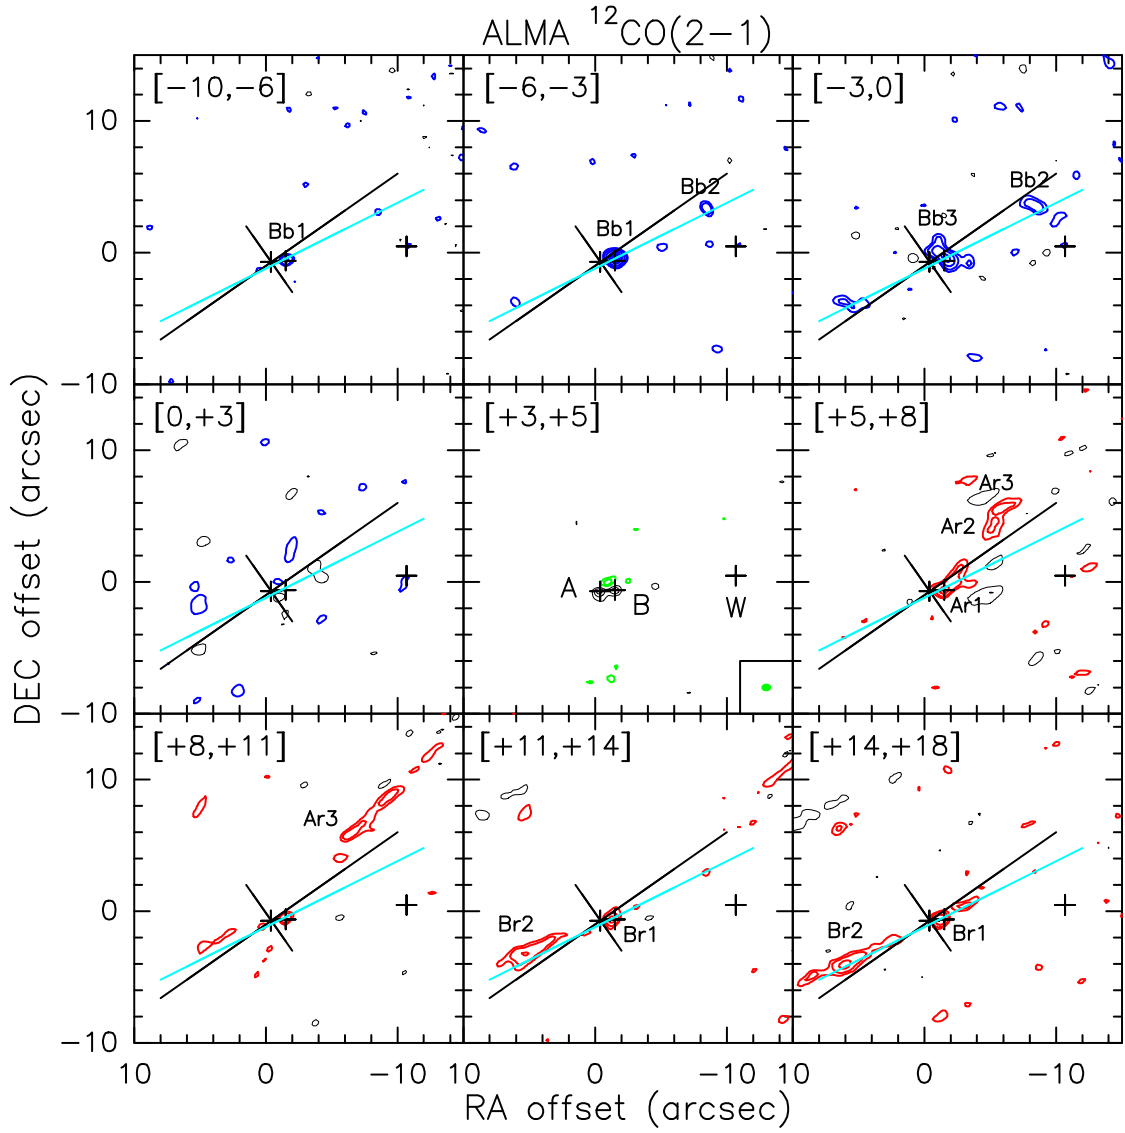 ALMA ¹²CO(2−1)
[−10,−6]
[−6,−3]
[−3,0]
10
Bb2
Bb2
Bb1
Bb1
Bb3
0
−10
[0,+3]
[+3,+5]
[+5,+8]
10
Ar3
Ar2
0
A
B
W
Ar1
−10
[+8,+11]
[+11,+14]
[+14,+18]
10
Ar3
0
Br2
Br1
Br2
Br1
−10
10
0
−10
10
0
−10
10
0
−10
DEC offset (arcsec)
RA offset (arcsec)